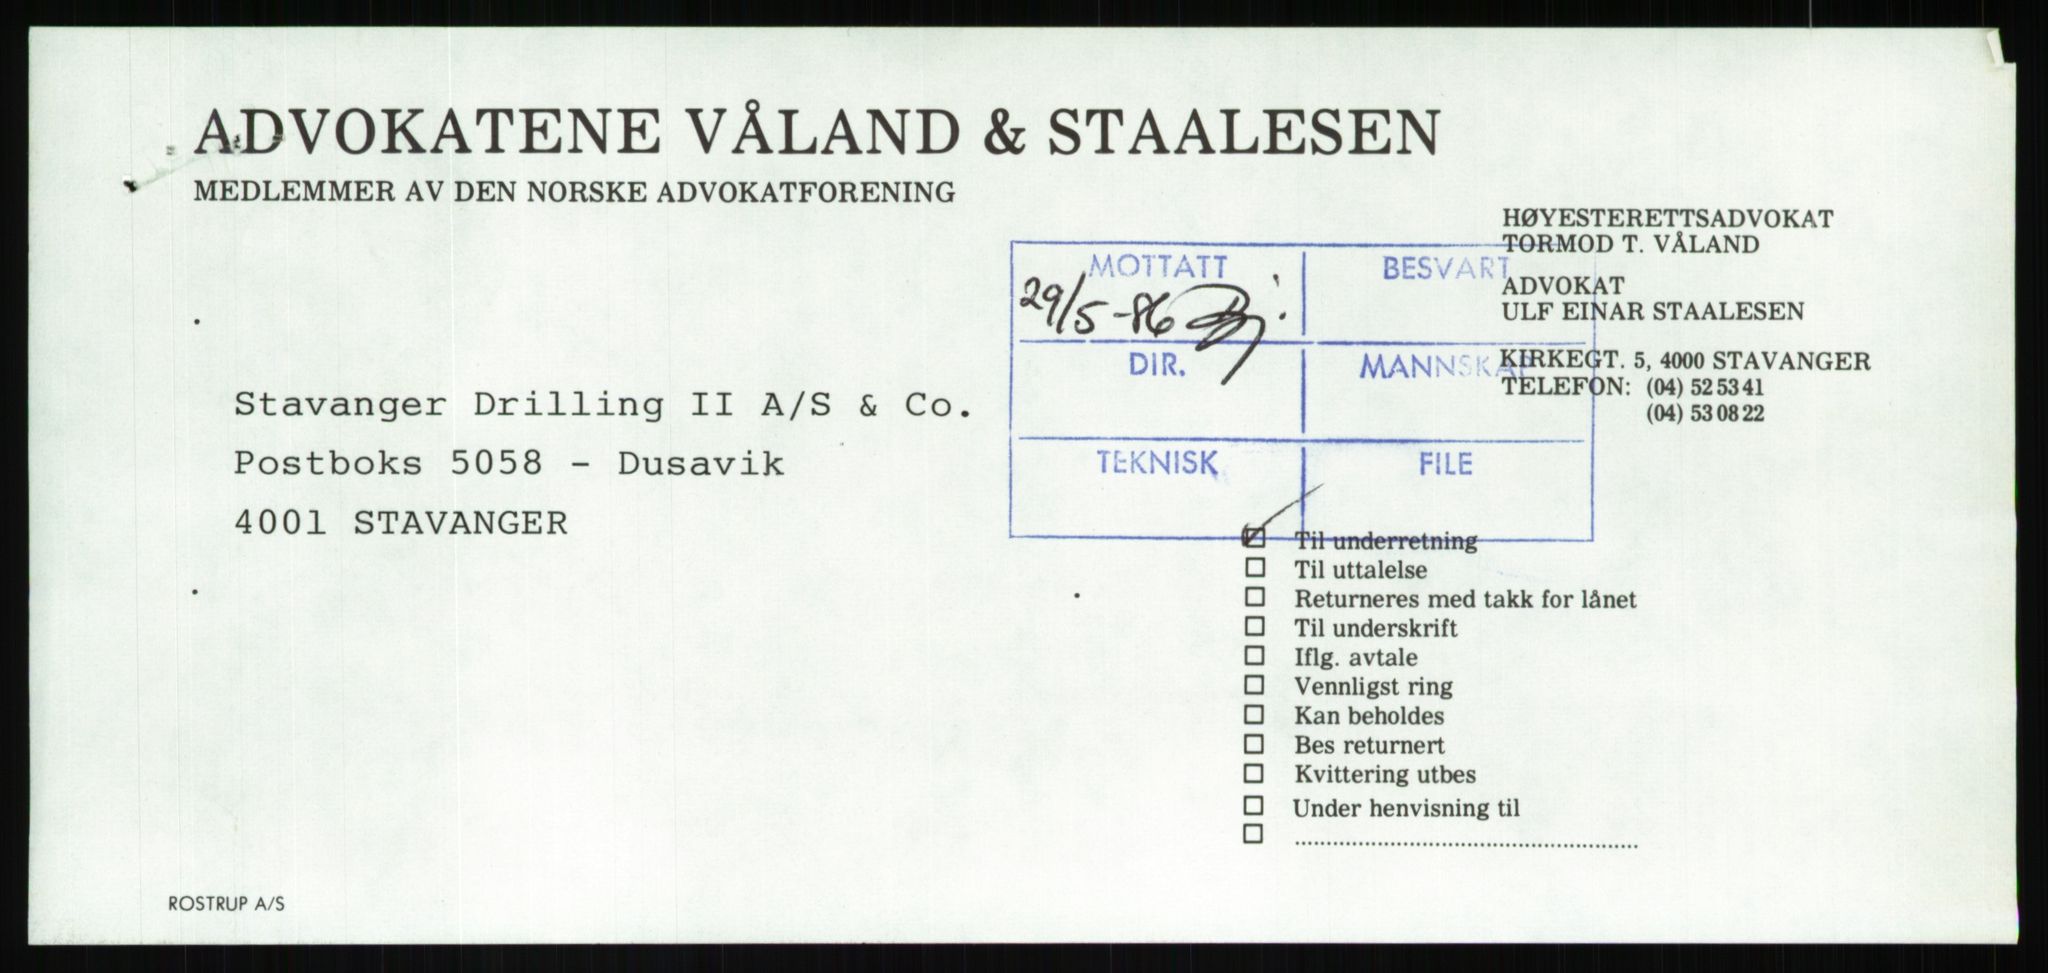 ADVOKATENE VÅLAND & STAALESEN
MEDLEMMER AV DEN NORSKE ADVOKATFORENING
HØYESTERETTSADVOKAT
TORMOD T. VÅLAND
ADVOKAT
ULF EINAR STAALESEN
KIRKEGT. 5, 4000 STAVANGER
TELEFON: (04) 52 53 41
(04) 53 08 22
MOTTATT BESVART
29/5-86
DIR. MANNSKAP
TEKNISK FILE
Stavanger Drilling II A/S & Co.
Postboks 5058 - Dusavik
4001 STAVANGER
Til underretning
Til uttalelse
Returneres med takk for lånet
Til underskrift
Iflg. avtale
Vennligst ring
Kan beholdes
Bes returnert
Kvittering utbes
Under henvisning til
ROSTRUP A/S